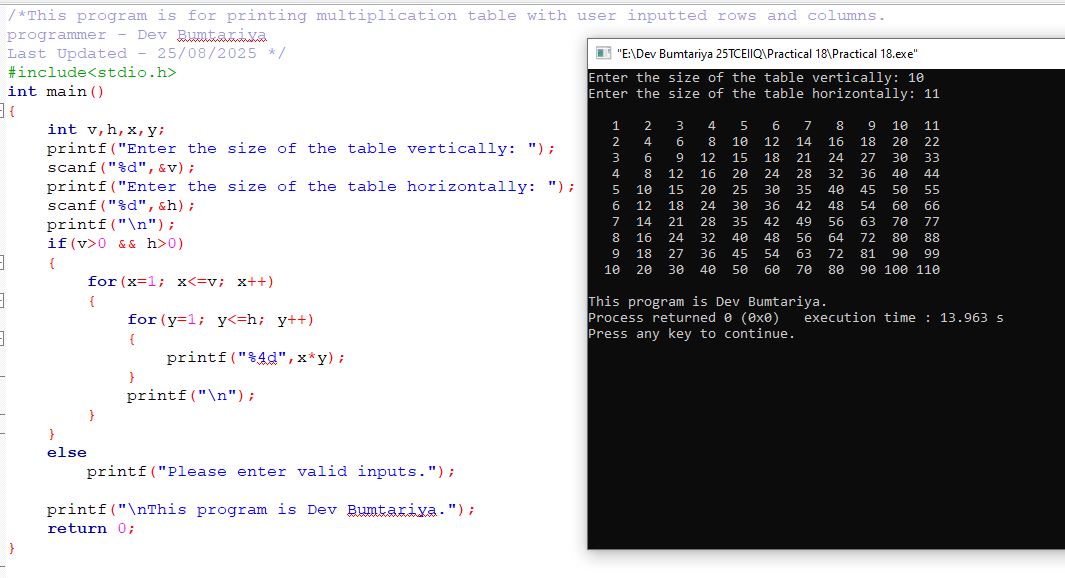 /*This program is for printing multiplication table with user inputted rows and columns.
programmer - Dev Bumtariya
Last Updated - 25/08/2025 */
#include<stdio.h>
int main()
{
    int v,h,x,y;
    printf("Enter the size of the table vertically: ");
    scanf("%d",&v);
    printf("Enter the size of the table horizontally: ");
    scanf("%d",&h);
    printf("\n");
    if(v>0 && h>0)
    {
        for(x=1; x<=v; x++)
        {
            for(y=1; y<=h; y++)
            {
                printf("%4d",x*y);
            }
            printf("\n");
        }
    }
    else
        printf("Please enter valid inputs.");

    printf("\nThis program is Dev Bumtariya.");
    return 0;
}
"E:\Dev Bumtariya 25TCEIIQ\Practical 18\Practical 18.exe"
Enter the size of the table vertically: 10
Enter the size of the table horizontally: 11

   1   2   3   4   5   6   7   8   9  10  11
   2   4   6   8  10  12  14  16  18  20  22
   3   6   9  12  15  18  21  24  27  30  33
   4   8  12  16  20  24  28  32  36  40  44
   5  10  15  20  25  30  35  40  45  50  55
   6  12  18  24  30  36  42  48  54  60  66
   7  14  21  28  35  42  49  56  63  70  77
   8  16  24  32  40  48  56  64  72  80  88
   9  18  27  36  45  54  63  72  81  90  99
  10  20  30  40  50  60  70  80  90 100 110

This program is Dev Bumtariya.
Process returned 0 (0x0)   execution time : 13.963 s
Press any key to continue.